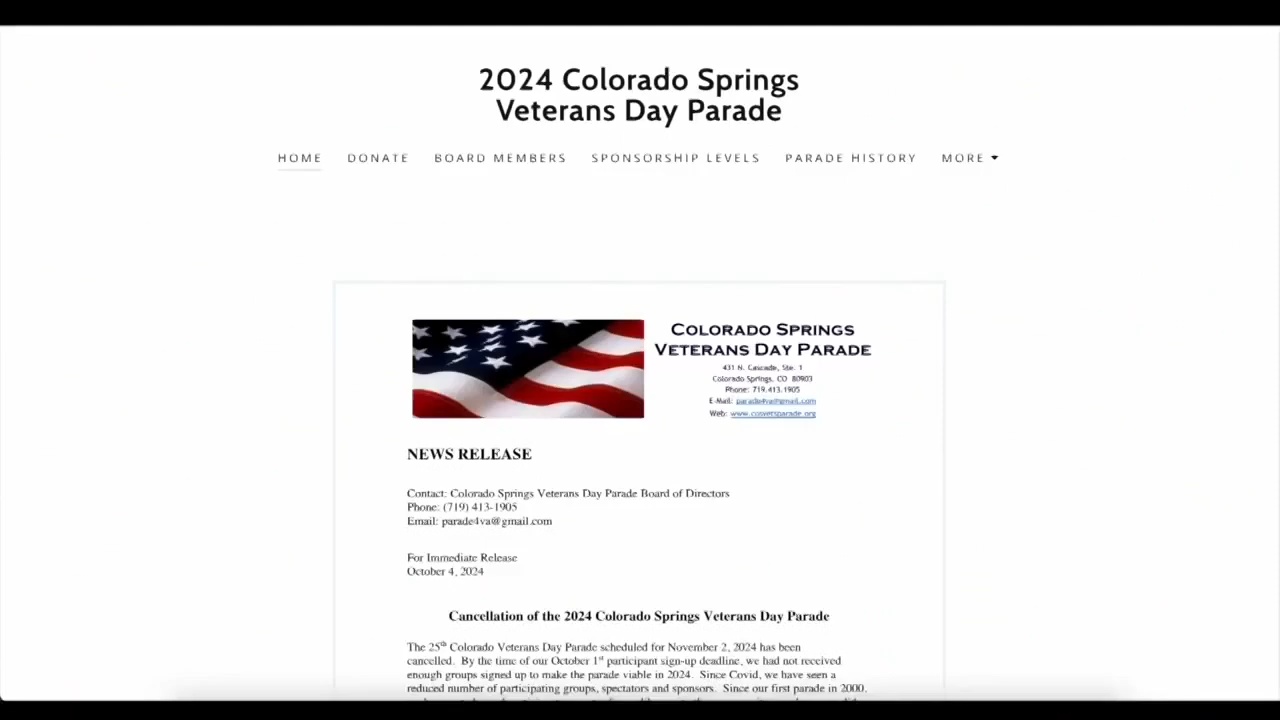 2024 Colorado Springs
Veterans Day Parade
HOME DONATE BOARD MEMBERS SPONSORSHIP LEVELS PARADE HISTORY MORE
COLORADO SPRINGS
VETERANS DAY PARADE
431 N. Cascade, Ste. 1
Colorado Springs, CO 80903
Phone: 719.413.1905
E-Mail: parade4va@gmail.com
Web: www.cosvetsparade.org
NEWS RELEASE
Contact: Colorado Springs Veterans Day Parade Board of Directors
Phone: (719) 413-1905
Email: parade4va@gmail.com
For Immediate Release
October 4, 2024
Cancellation of the 2024 Colorado Springs Veterans Day Parade
The 25th Colorado Veterans Day Parade scheduled for November 2, 2024 has been
cancelled. By the time of our October 1st participant sign-up deadline, we had not received
enough groups signed up to make the parade viable in 2024. Since Covid, we have seen a
reduced number of participating groups, spectators and sponsors. Since our first parade in 2000,